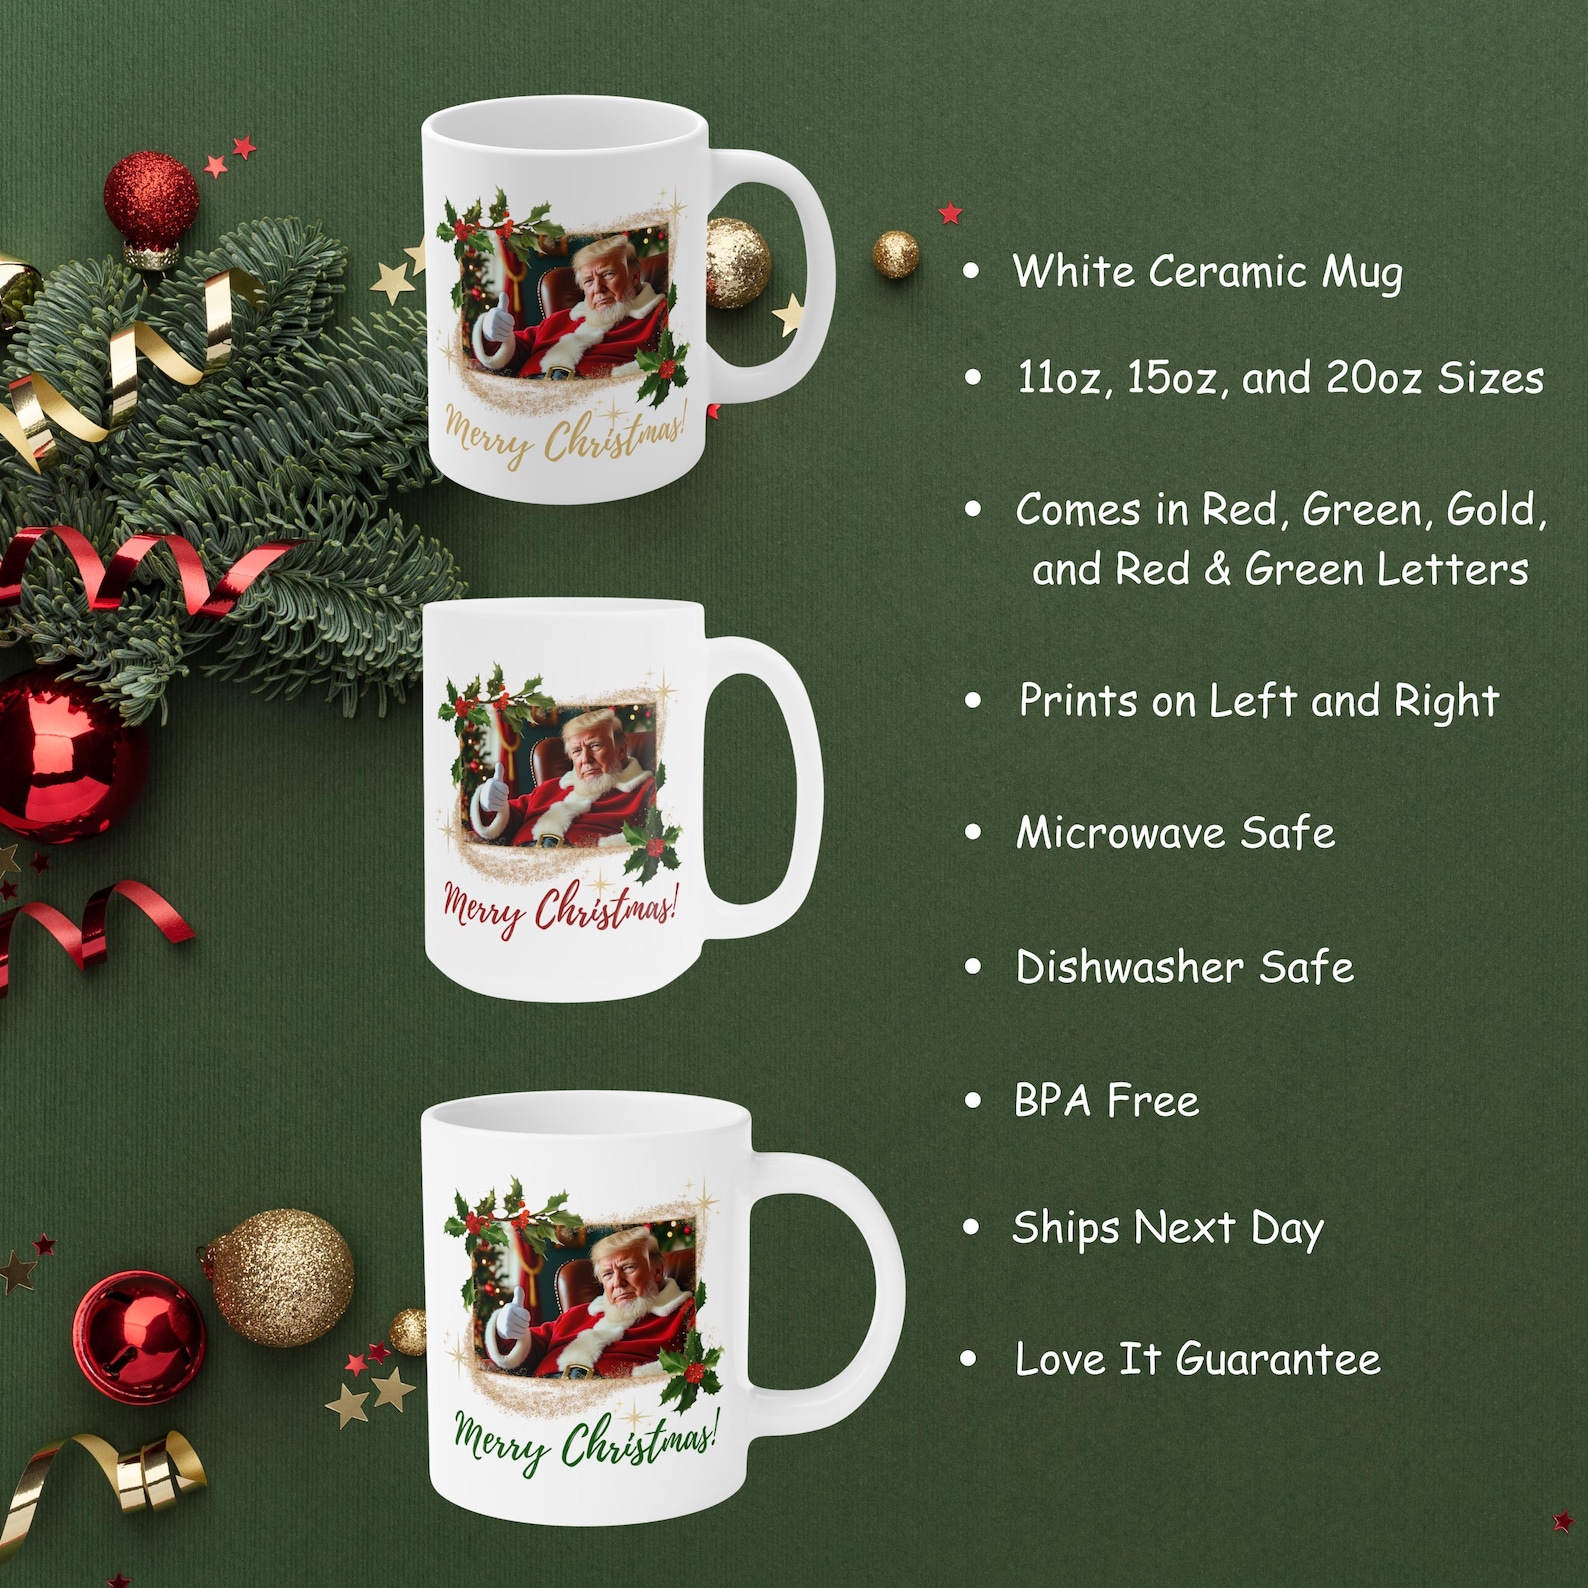 Merry Christmas!
Merry Christmas!
Merry Christmas!
• White Ceramic Mug
• 11oz, 15oz, and 20oz Sizes
• Comes in Red, Green, Gold,
and Red & Green Letters
• Prints on Left and Right
• Microwave Safe
• Dishwasher Safe
• BPA Free
• Ships Next Day
• Love It Guarantee